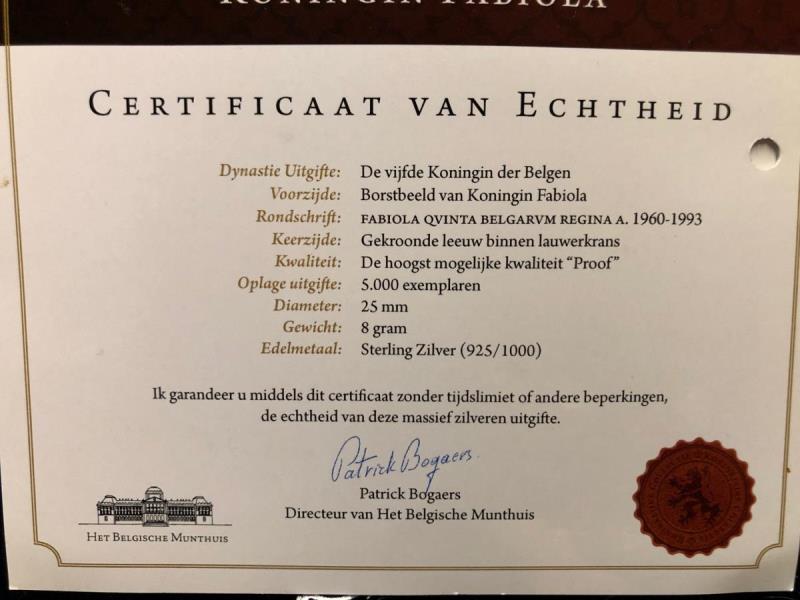 KONINGIN FABIOLA
CERTIFICAAT VAN ECHTHEID
Dynastie Uitgifte: De vijfde Koningin der Belgen
Voorzijde: Borstbeeld van Koningin Fabiola
Rondschrift: FABIOLA QVINTA BELGARVM REGINA A. 1960-1993
Keerzijde: Gekroonde leeuw binnen lauwerkrans
Kwaliteit: De hoogst mogelijke kwaliteit “Proof”
Oplage uitgifte: 5.000 exemplaren
Diameter: 25 mm
Gewicht: 8 gram
Edelmetaal: Sterling Zilver (925/1000)
Ik garandeer u middels dit certificaat zonder tijdslimiet of andere beperkingen,
de echtheid van deze massief zilveren uitgifte.
Patrick Bogaers
Patrick Bogaers
Directeur van Het Belgische Munthuis
HET BELGISCHE MUNTHUIS